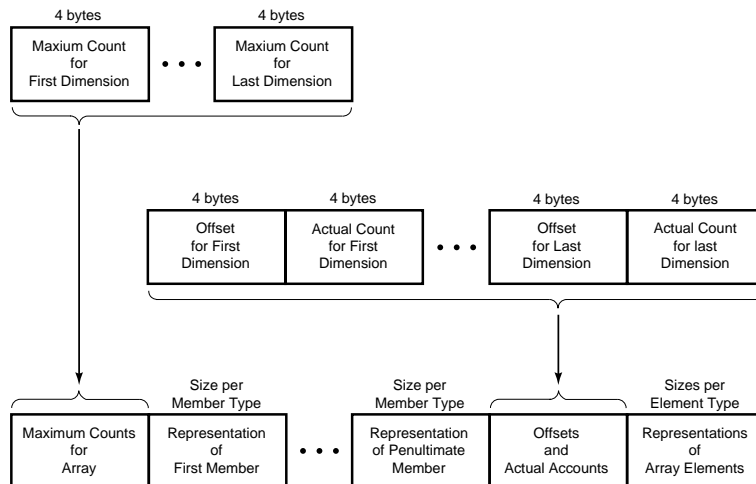 4 bytes
4 bytes
Maxium Count
for
First Dimension
Maxium Count
for
Last Dimension
4 bytes
4 bytes
4 bytes
4 bytes
Offset
for First
Dimension
Actual Count
for First
Dimension
Offset
for Last
Dimension
Actual Count
for last
Dimension
Size per
Member Type
Size per
Member Type
Sizes per
Element Type
Maximum Counts
for
Array
Representation
of
First Member
Representation
of Penultimate
Member
Offsets
and
Actual Accounts
Representations
of
Array Elements